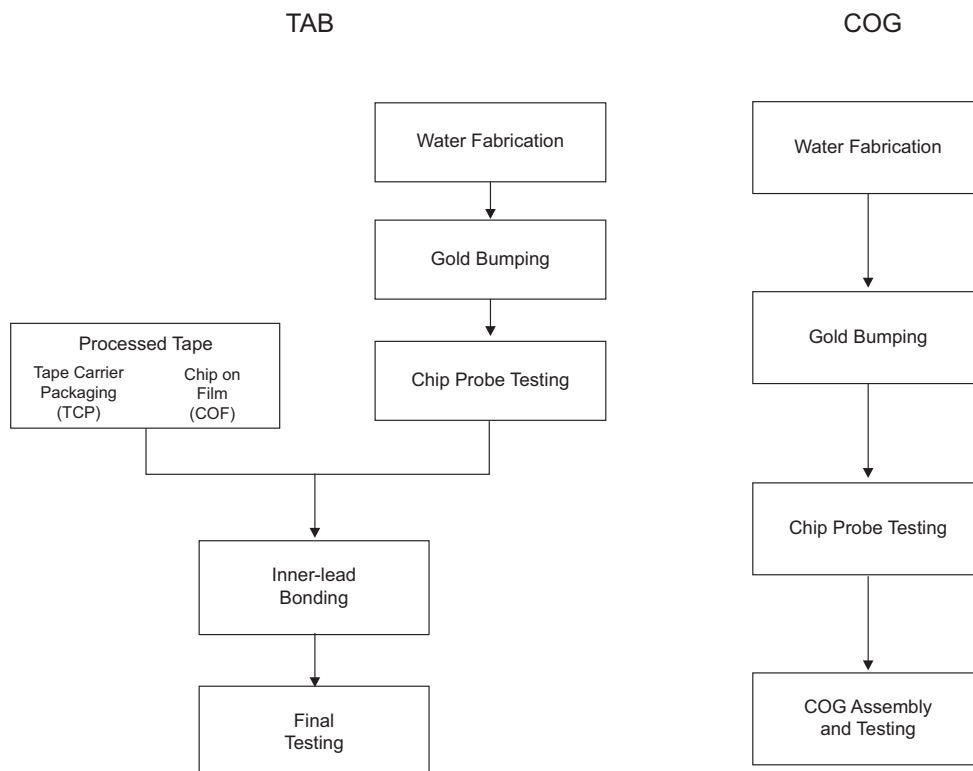 TAB
Water Fabrication
Gold Bumping
Chip Probe Testing
Processed Tape
Tape Carrier
Packaging
(TCP)
Chip on
Film
(COF)
Inner-lead
Bonding
Final
Testing
COG
Water Fabrication
Gold Bumping
Chip Probe Testing
COG Assembly
and Testing